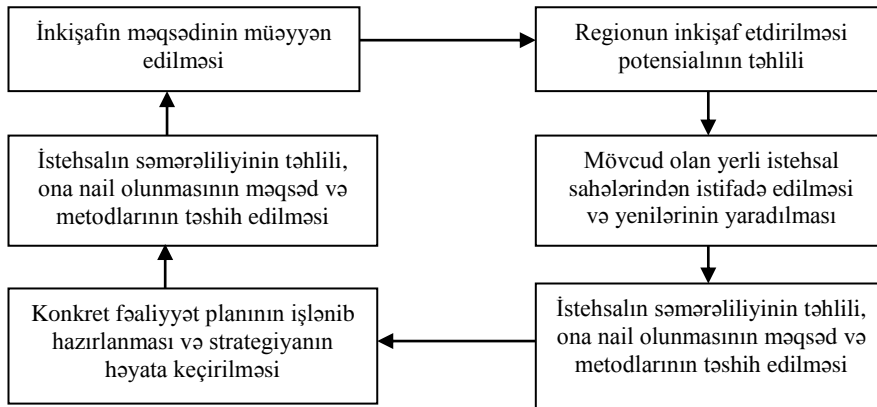 İnkişafın məqsədinin müəyyən
edilməsi
Regionun inkişaf etdirilməsi
potensialının təhlili
Mövcud olan yerli istehsal
sahələrindən istifadə edilməsi
və yenilərinin yaradılması
İstehsalın səmərəliliyinin təhlili,
ona nail olunmasının məqsəd və
metodlarının təshih edilməsi
Konkret fəaliyyət planının işlənib
hazırlanması və strategiyanın
həyata keçirilməsi
İstehsalın səmərəliliyinin təhlili,
ona nail olunmasının məqsəd və
metodlarının təshih edilməsi